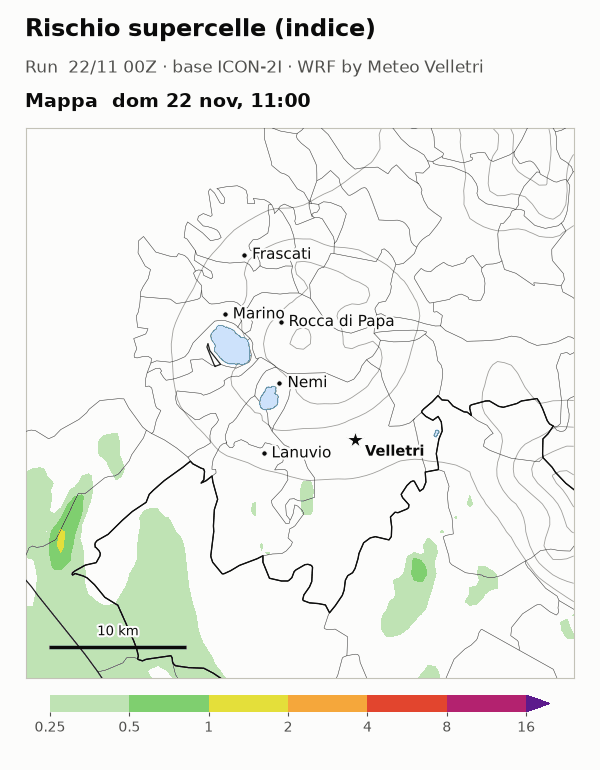 Rischio supercelle (indice)
Run  22/11 00Z · base ICON-2I · WRF by Meteo Velletri
Mappa  dom 22 nov, 11:00
Frascati
Marino
Rocca di Papa
Nemi
Velletri
Lanuvio
10 km
0.25 0.5 1 2 4 8 16